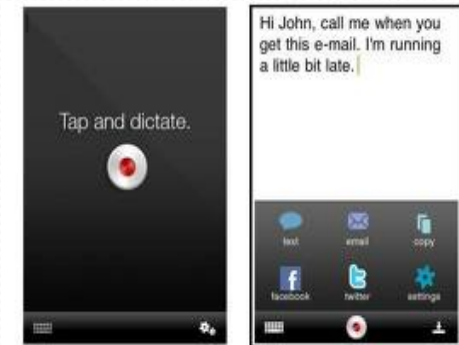 Tap and dictate.
Hi John, call me when you
get this e-mail. I'm running
a little bit late.
text
email
copy
facebook
twitter
settings